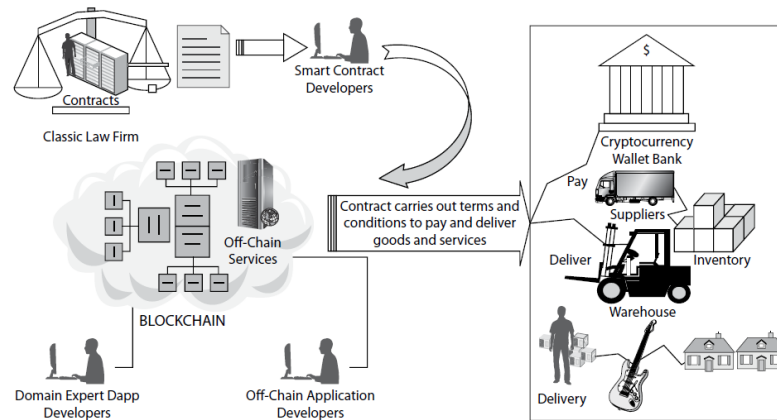 Contracts
Classic Law Firm
Smart Contract
Developers
Off-Chain
Services
BLOCKCHAIN
Domain Expert Dapp
Developers
Off-Chain Application
Developers
Contract carries out terms and
conditions to pay and deliver
goods and services
$
Cryptocurrency
Wallet Bank
Pay
Suppliers
Inventory
Deliver
Warehouse
Delivery